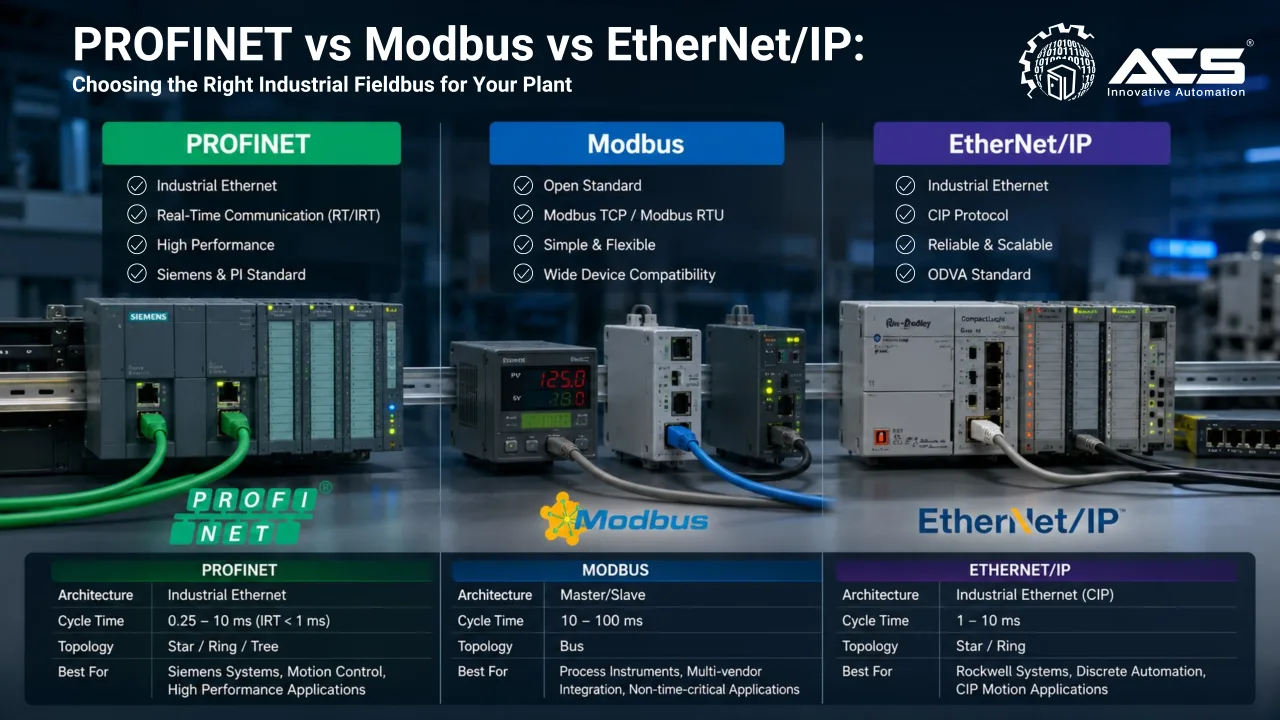 PROFINET vs Modbus vs EtherNet/IP:
Choosing the Right Industrial Fieldbus for Your Plant
ACS®
Innovative Automation
PROFINET
Industrial Ethernet
Real-Time Communication (RT/IRT)
High Performance
Siemens & PI Standard
Modbus
Open Standard
Modbus TCP / Modbus RTU
Simple & Flexible
Wide Device Compatibility
EtherNet/IP
Industrial Ethernet
CIP Protocol
Reliable & Scalable
ODVA Standard
SIEMENS
PV 125.0
SV
PROFI®
NET
Modbus
EtherNet/IP™
PROFINET
Architecture Industrial Ethernet
Cycle Time 0.25 – 10 ms (IRT < 1 ms)
Topology Star / Ring / Tree
Best For Siemens Systems, Motion Control,
High Performance Applications
MODBUS
Architecture Master/Slave
Cycle Time 10 – 100 ms
Topology Bus
Best For Process Instruments, Multi-vendor
Integration, Non-time-critical Applications
ETHERNET/IP
Architecture Industrial Ethernet (CIP)
Cycle Time 1 – 10 ms
Topology Star / Ring
Best For Rockwell Systems, Discrete Automation,
CIP Motion Applications